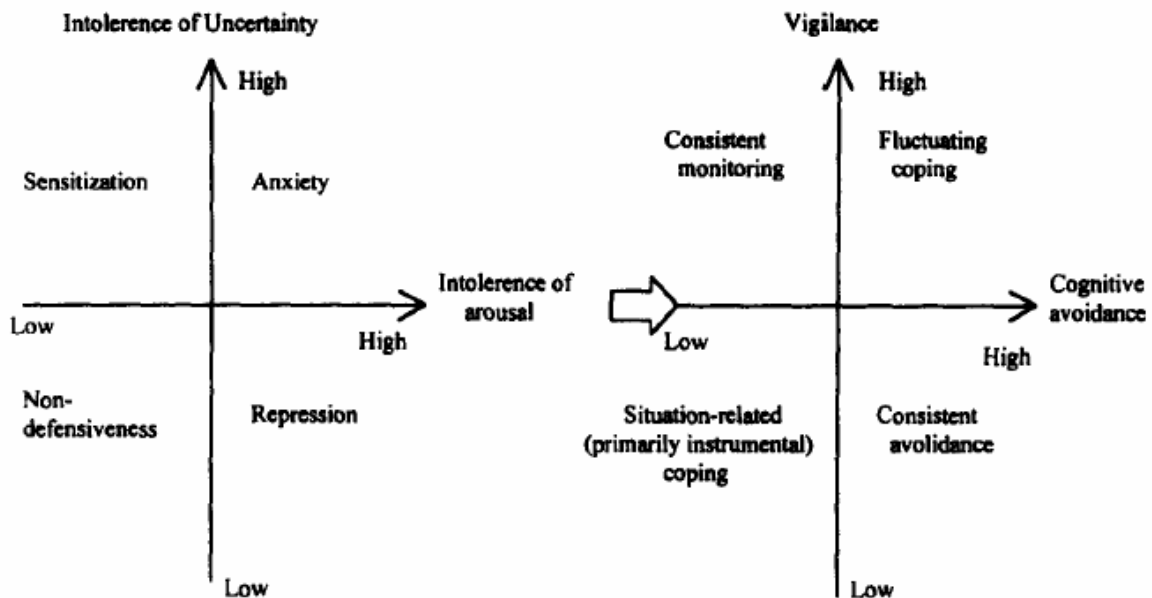 Intolerence of Uncertainty
High
Sensitization
Anxiety
Low
Intolerence of
arousal
High
Non-
defensiveness
Repression
Low
Vigilance
High
Consistent
monitoring
Fluctuating
coping
Low
Cognitive
avoidance
High
Situation-related
(primarily instrumental)
coping
Consistent
avolidance
Low